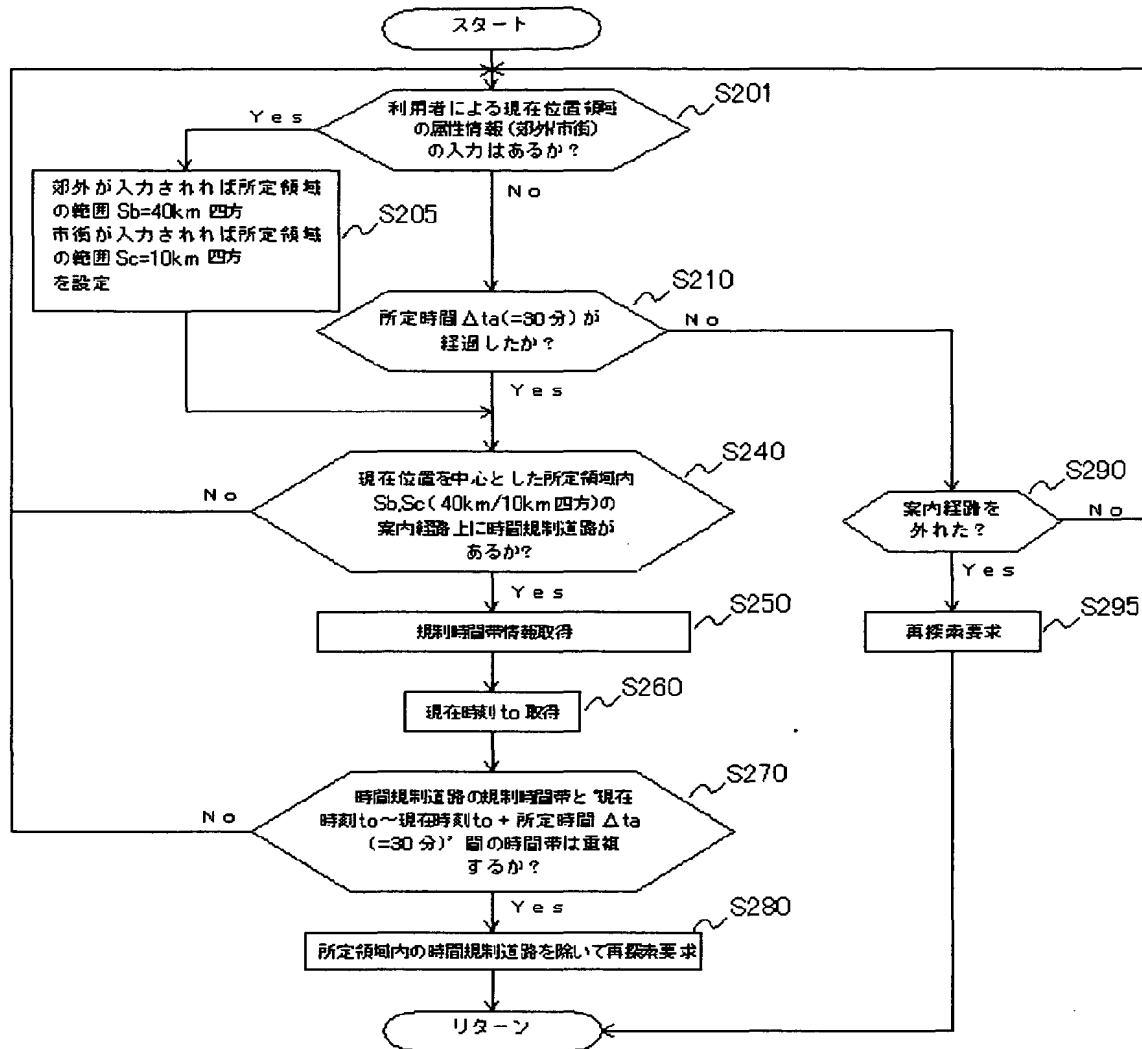 スタート
S201
利用者による現在位置領域
の属性情報(郊外/市街)
の入力はあるか?
Yes
No
郊外が入力されれば所定領域
の範囲 Sb=40km 四方
市街が入力されれば所定領域
の範囲 Sc=10km 四方
を設定
S205
S210
所定時間 Δta(=30分)が
経過したか?
No
Yes
S240
現在位置を中心とした所定領域内
Sb,Sc(40km/10km四方)の
案内経路上に時間規制道路が
あるか?
No
Yes
S290
案内経路を
外れた?
No
Yes
S250
規制時間帯情報取得
S295
再探索要求
S260
現在時刻to取得
S270
時間規制道路の規制時間帯と"現在
時刻to~現在時刻to+所定時間 Δta
(=30分)"間の時間帯は重複
するか?
No
Yes
S280
所定領域内の時間規制道路を除いて再探索要求
リターン